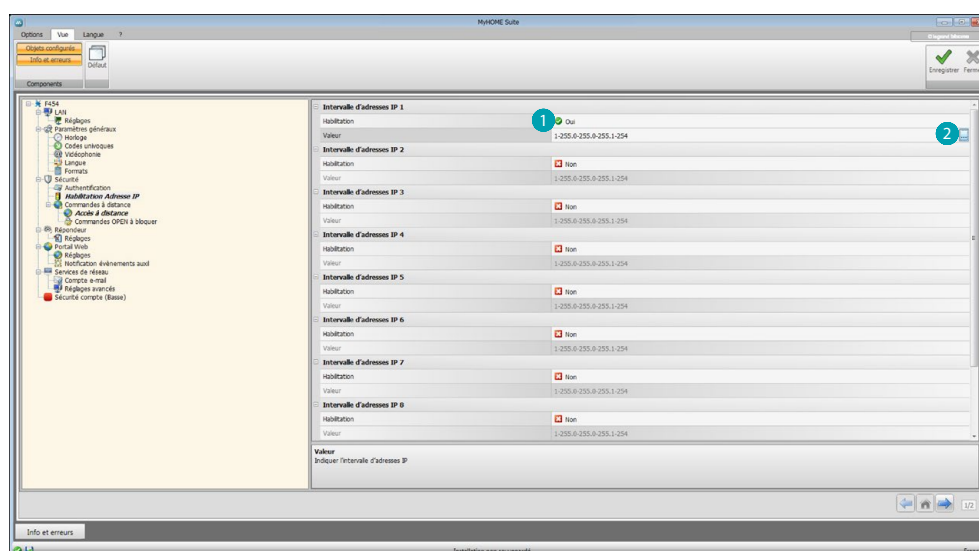 MyHOME Suite
Options Vue Langue ?
Objets configurés
Info et erreurs
Défaut
Enregistrer Ferme
Components
F454
LAN
Réglages
Paramètres généraux
Horloge
Codes univoques
Vidéophonie
Langue
Formats
Sécurité
Authentification
Habilitation Adresse IP
Commandes à distance
Accès à distance
Commandes OPEN à bloquer
Répondeur
Réglages
Portail Web
Réglages
Notification événements auxil
Services de réseau
Compte e-mail
Réglages avancés
Sécurité compte (Basse)
Intervalle d'adresses IP 1
Habilitation 1 Oui
Valeur 1-255.0-255.0-255.1-254 2
Intervalle d'adresses IP 2
Habilitation Non
Valeur 1-255.0-255.0-255.1-254
Intervalle d'adresses IP 3
Habilitation Non
Valeur 1-255.0-255.0-255.1-254
Intervalle d'adresses IP 4
Habilitation Non
Valeur 1-255.0-255.0-255.1-254
Intervalle d'adresses IP 5
Habilitation Non
Valeur 1-255.0-255.0-255.1-254
Intervalle d'adresses IP 6
Habilitation Non
Valeur 1-255.0-255.0-255.1-254
Intervalle d'adresses IP 7
Habilitation Non
Valeur 1-255.0-255.0-255.1-254
Intervalle d'adresses IP 8
Habilitation Non
Valeur 1-255.0-255.0-255.1-254
Valeur
Indiquer l'intervalle d'adresses IP
1/2
Info et erreurs